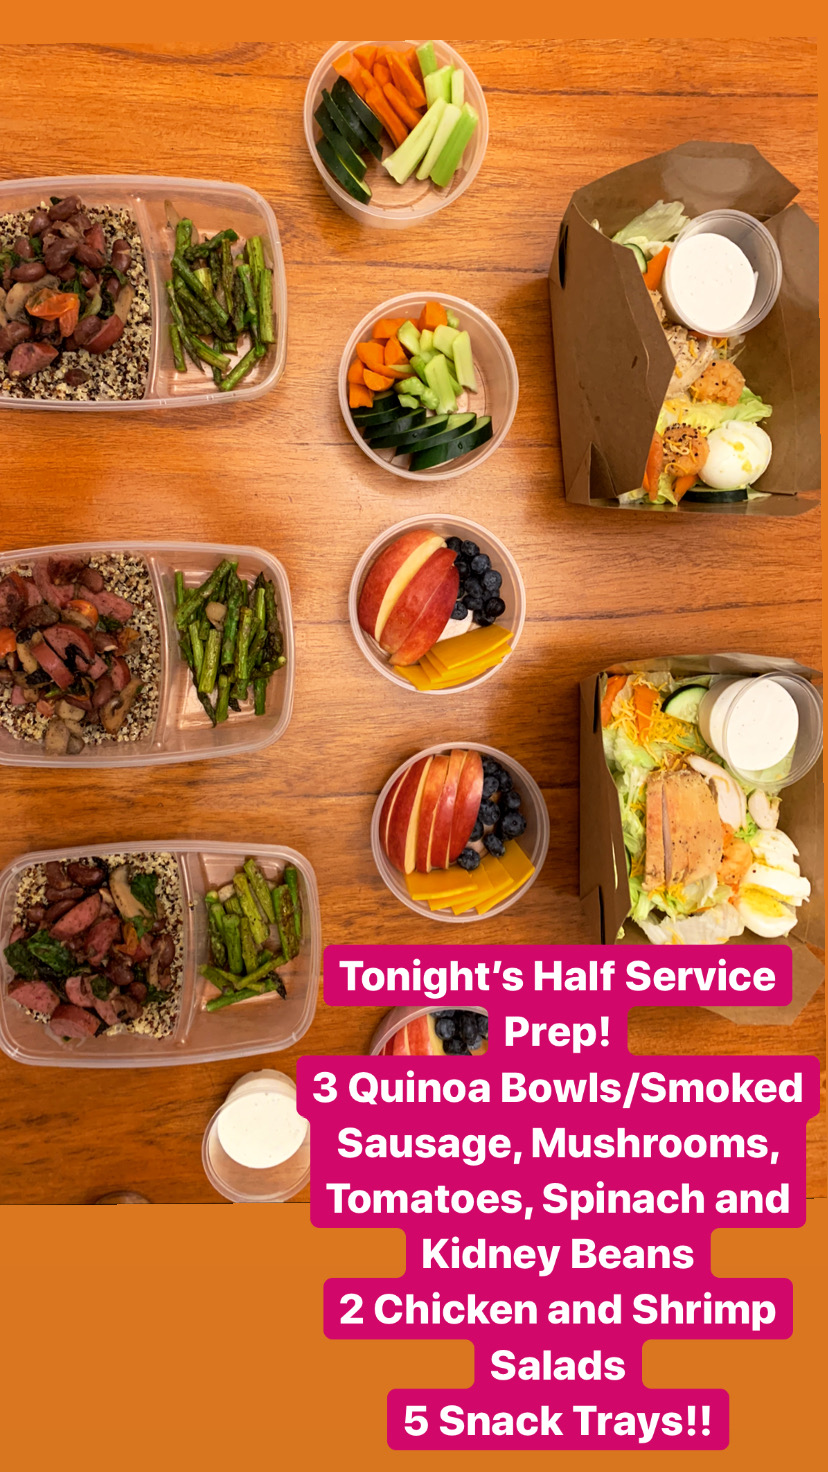 Tonight’s Half Service
Prep!
3 Quinoa Bowls/Smoked
Sausage, Mushrooms,
Tomatoes, Spinach and
Kidney Beans
2 Chicken and Shrimp
Salads
5 Snack Trays!!